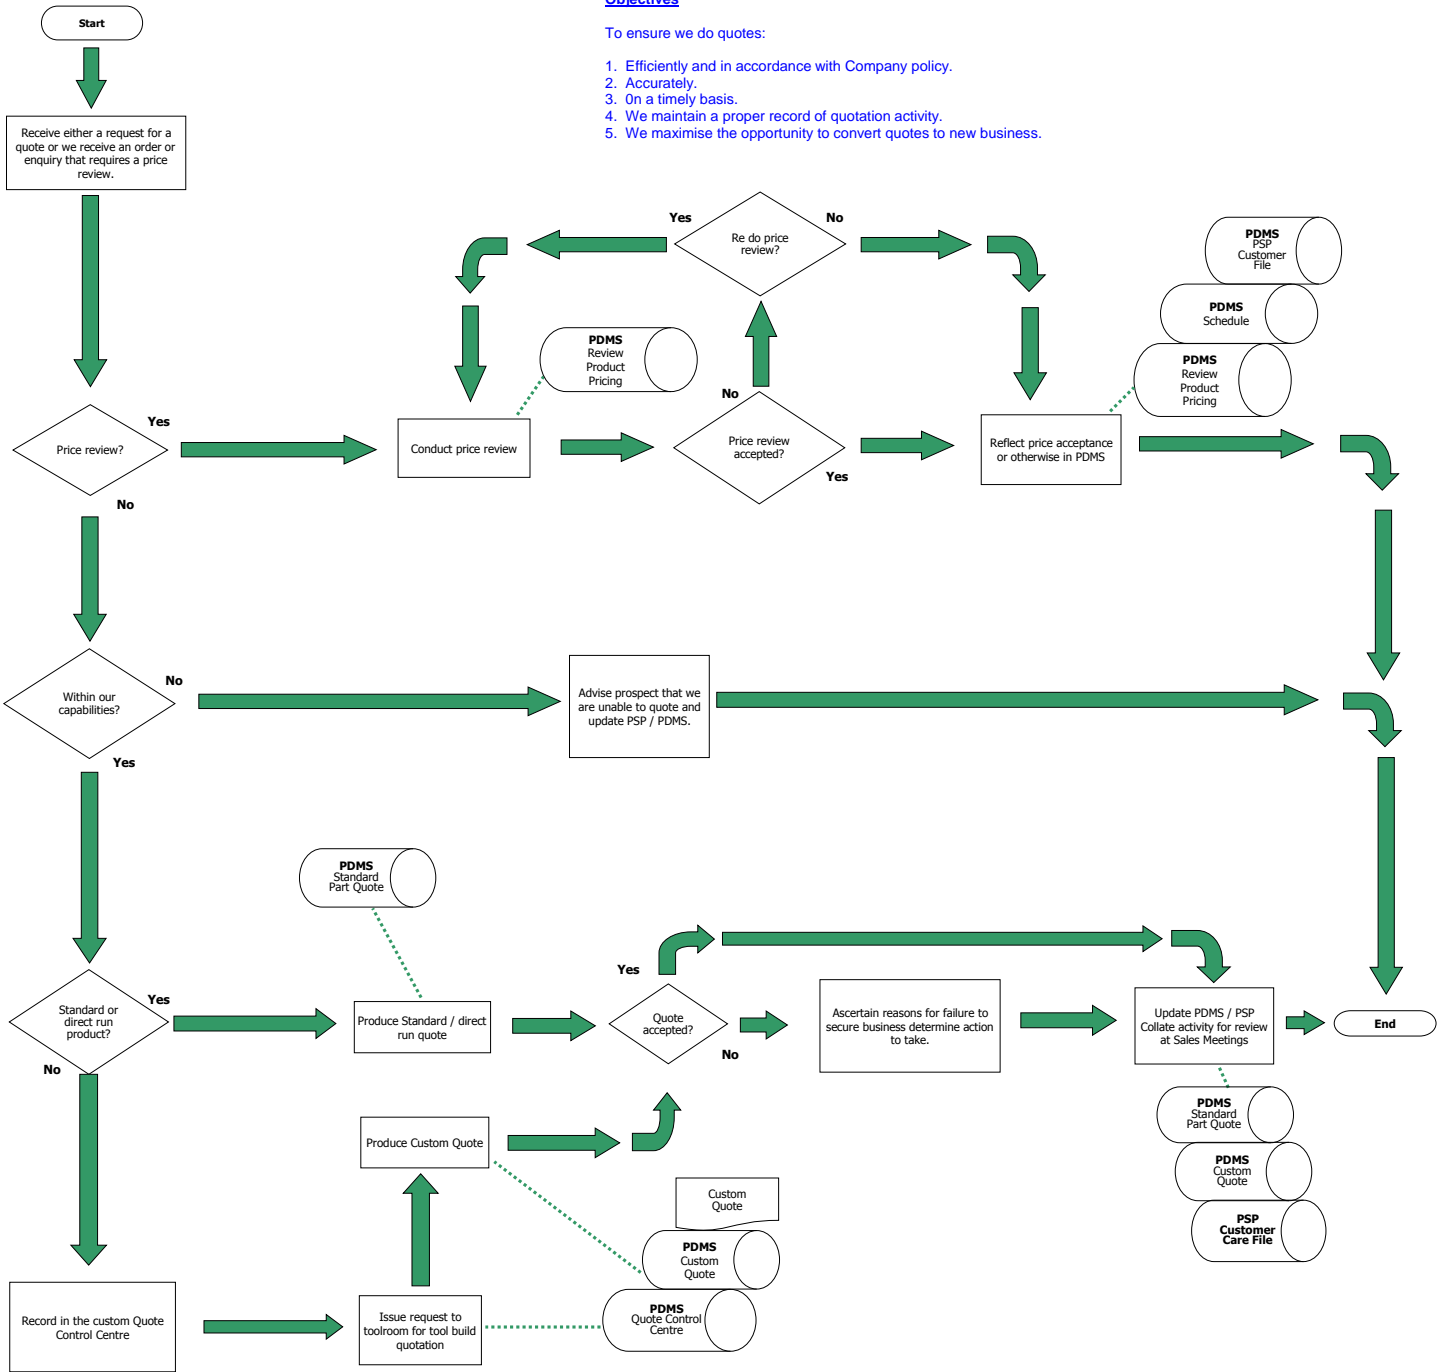 Objectives
To ensure we do quotes:
1. Efficiently and in accordance with Company policy.
2. Accurately.
3. 0n a timely basis.
4. We maintain a proper record of quotation activity.
5. We maximise the opportunity to convert quotes to new business.
Start
Receive either a request for a
quote or we receive an order or
enquiry that requires a price
review.
Yes
Re do price
review?
No
PDMS
PSP
Customer
File
PDMS
Schedule
PDMS
Review
Product
Pricing
PDMS
Review
Product
Pricing
Price review?
Yes
No
Conduct price review
No
Price review
accepted?
Yes
Reflect price acceptance
or otherwise in PDMS
Within our
capabilities?
No
Yes
Advise prospect that we
are unable to quote and
update PSP / PDMS.
PDMS
Standard
Part Quote
Standard or
direct run
product?
Yes
No
Produce Standard / direct
run quote
Yes
Quote
accepted?
No
Ascertain reasons for failure to
secure business determine action
to take.
Update PDMS / PSP
Collate activity for review
at Sales Meetings
End
PDMS
Standard
Part Quote
PDMS
Custom
Quote
PSP
Customer
Care File
Produce Custom Quote
Custom
Quote
PDMS
Custom
Quote
PDMS
Quote Control
Centre
Record in the custom Quote
Control Centre
Issue request to
toolroom for tool build
quotation